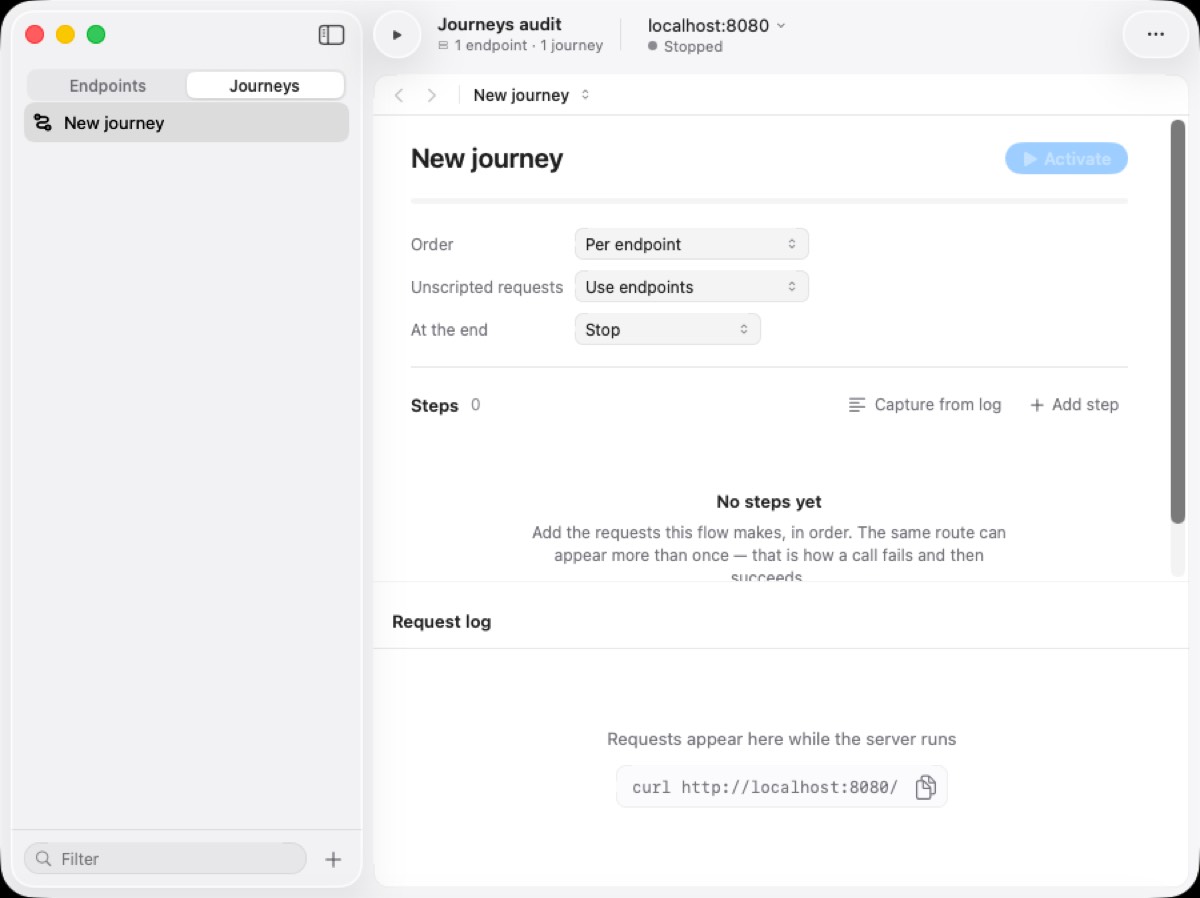 Endpoints
Journeys
New journey
Filter
Journeys audit
1 endpoint · 1 journey
localhost:8080
Stopped
New journey
New journey
Activate
Order
Per endpoint
Unscripted requests
Use endpoints
At the end
Stop
Steps 0
Capture from log
Add step
No steps yet
Add the requests this flow makes, in order. The same route can
appear more than once — that is how a call fails and then
succeeds
Request log
Requests appear here while the server runs
curl http://localhost:8080/